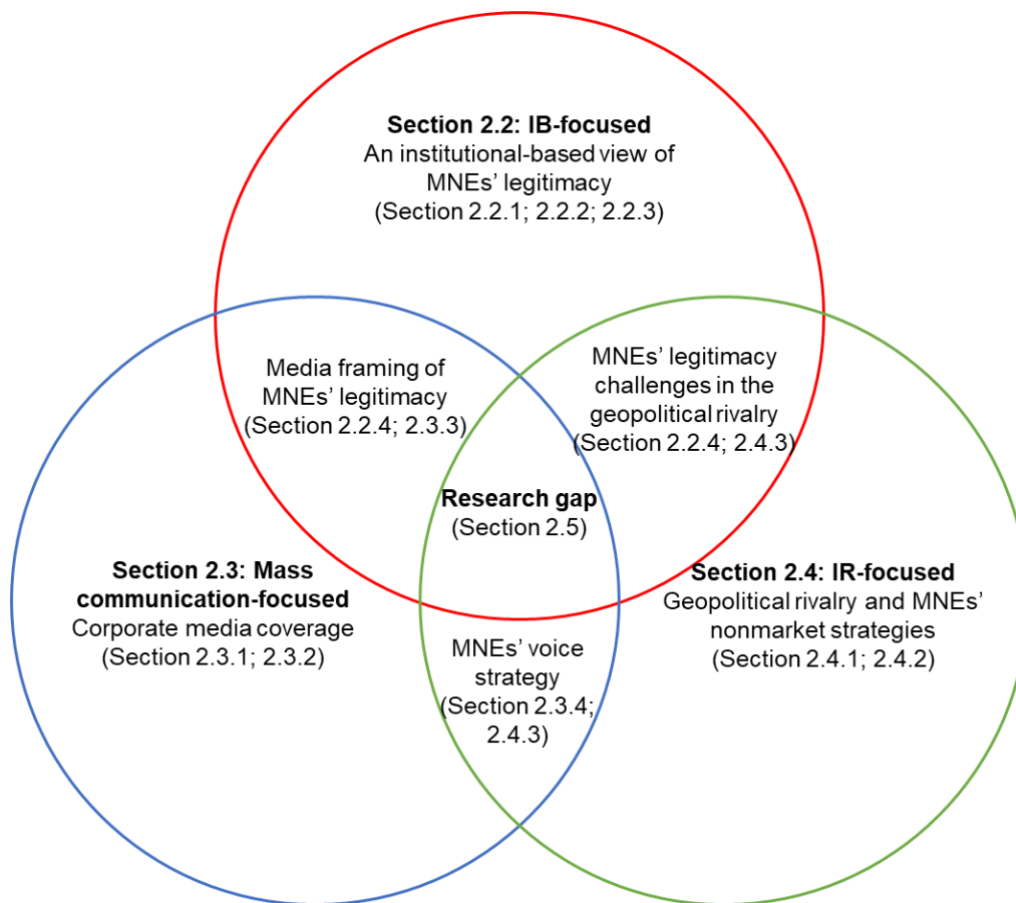 Section 2.2: IB-focused
An institutional-based view of
MNEs’ legitimacy
(Section 2.2.1; 2.2.2; 2.2.3)
Media framing of
MNEs’ legitimacy
(Section 2.2.4; 2.3.3)
MNEs’ legitimacy
challenges in the
geopolitical rivalry
(Section 2.2.4; 2.4.3)
Research gap
(Section 2.5)
Section 2.3: Mass
communication-focused
Corporate media coverage
(Section 2.3.1; 2.3.2)
Section 2.4: IR-focused
Geopolitical rivalry and MNEs’
nonmarket strategies
(Section 2.4.1; 2.4.2)
MNEs’ voice
strategy
(Section 2.3.4;
2.4.3)